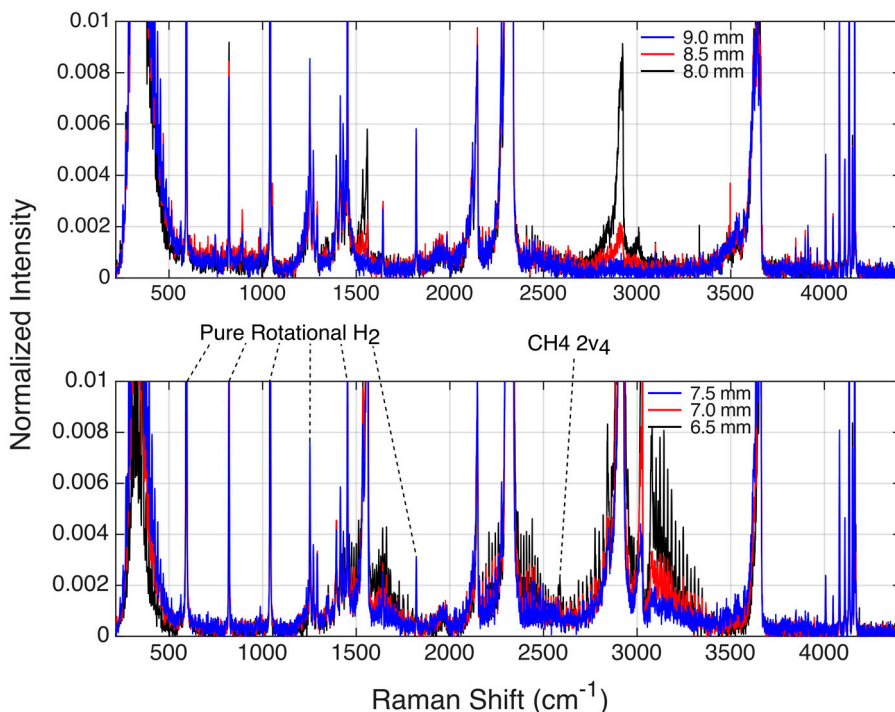 0.01
0.008
0.006
0.004
0.002
0
9.0 mm
8.5 mm
8.0 mm
500 1000 1500 2000 2500 3000 3500 4000
Normalized Intensity
Pure Rotational H2
CH4 2v4
0.01
0.008
0.006
0.004
0.002
0
7.5 mm
7.0 mm
6.5 mm
500 1000 1500 2000 2500 3000 3500 4000
Raman Shift (cm-1)